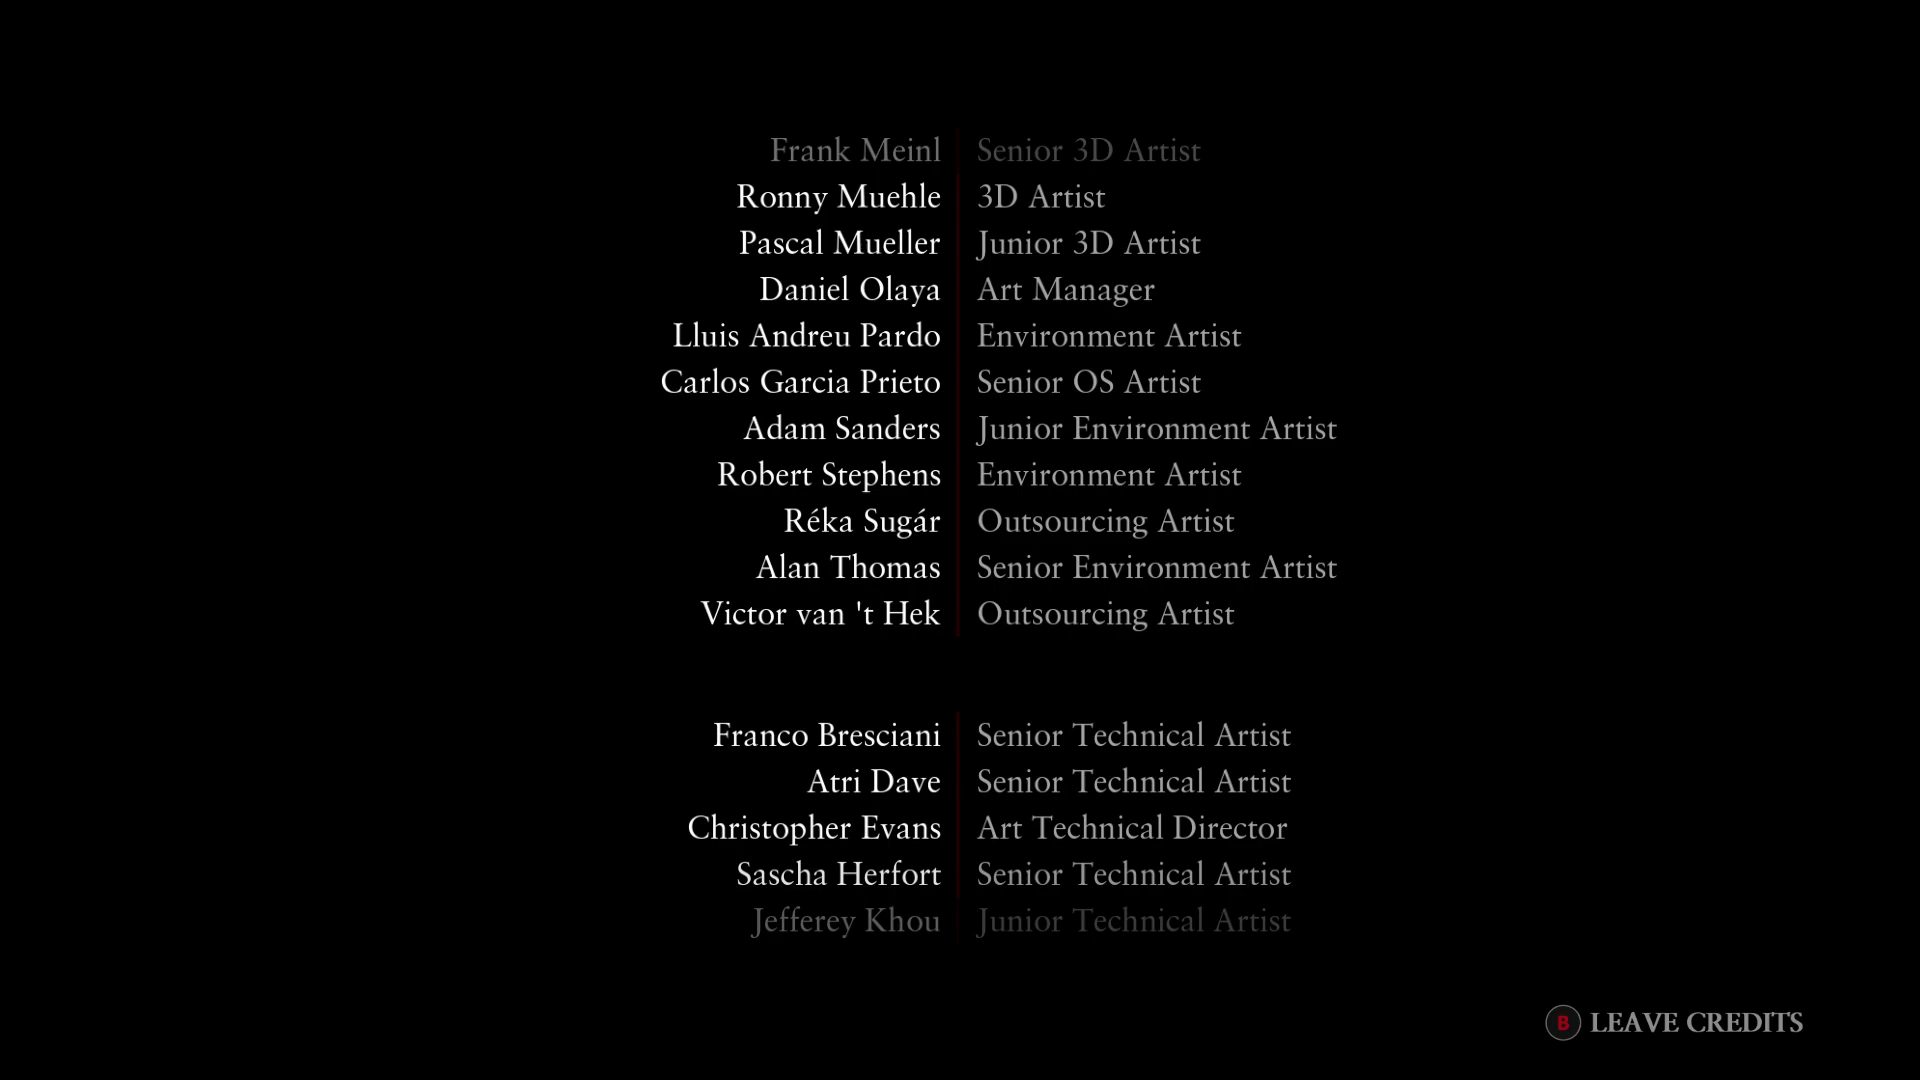 Frank Meinl Senior 3D Artist
Ronny Muehle 3D Artist
Pascal Mueller Junior 3D Artist
Daniel Olaya Art Manager
Lluis Andreu Pardo Environment Artist
Carlos Garcia Prieto Senior OS Artist
Adam Sanders Junior Environment Artist
Robert Stephens Environment Artist
Réka Sugár Outsourcing Artist
Alan Thomas Senior Environment Artist
Victor van 't Hek Outsourcing Artist
Franco Bresciani Senior Technical Artist
Atri Dave Senior Technical Artist
Christopher Evans Art Technical Director
Sascha Herfort Senior Technical Artist
Jefferey Khou Junior Technical Artist
B LEAVE CREDITS